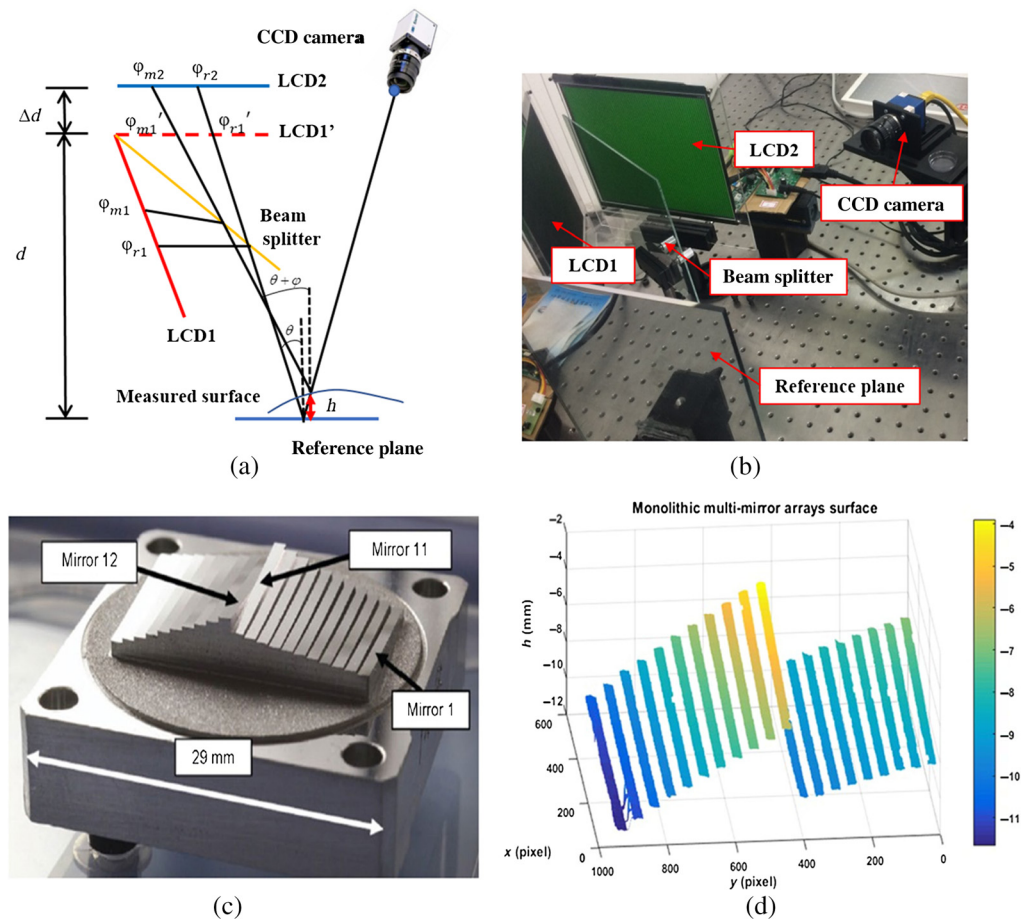 CCD camera
φm2
φr2
LCD2
Δd
φm1'
φr1'
LCD1'
φm1
Beam
splitter
d
φr1
θ+φ
LCD1
θ
Measured surface
h
Reference plane
(a)
LCD2
CCD camera
LCD1
Beam splitter
Reference plane
(b)
Mirror 12
Mirror 11
Mirror 1
29 mm
(c)
Monolithic multi-mirror arrays surface
–2
–4
–6
–8
–10
–12
h (mm)
600
400
200
0
x (pixel)
1000
800
600
400
200
0
y (pixel)
–4
–5
–6
–7
–8
–9
–10
–11
(d)